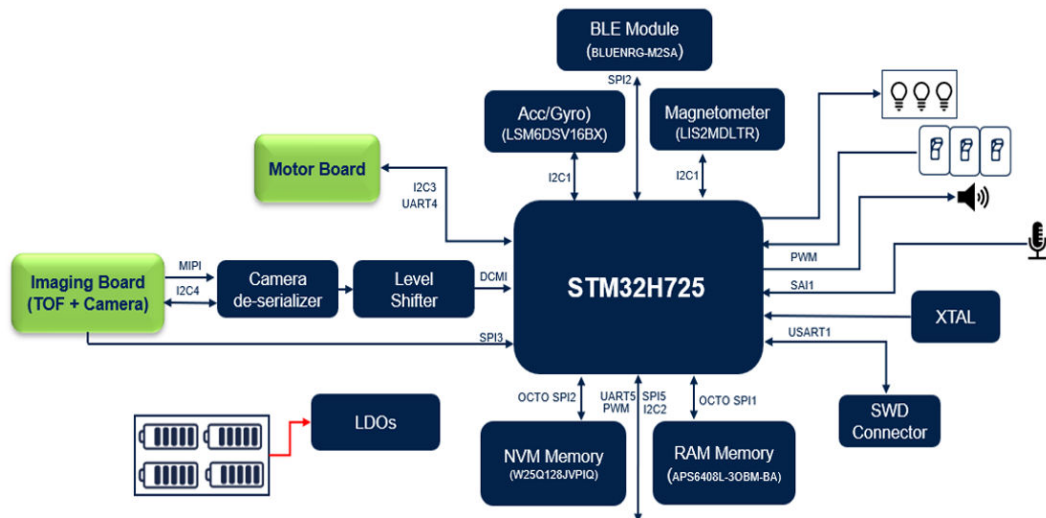 BLE Module
(BLUENRG-M2SA)
SPI2
Acc/Gyro)
(LSM6DSV16BX)
Magnetometer
(LIS2MDLTR)
I2C1
I2C1
Motor Board
I2C3
UART4
PWM
SAI1
Imaging Board
(TOF + Camera)
MIPI
I2C4
Camera
de-serializer
Level
Shifter
DCMI
STM32H725
XTAL
SPI3
USART1
OCTO SPI2
UART5
PWM
SPI5
I2C2
OCTO SPI1
SWD
Connector
LDOs
NVM Memory
(W25Q128JVPIQ)
RAM Memory
(APS6408L-3OBM-BA)